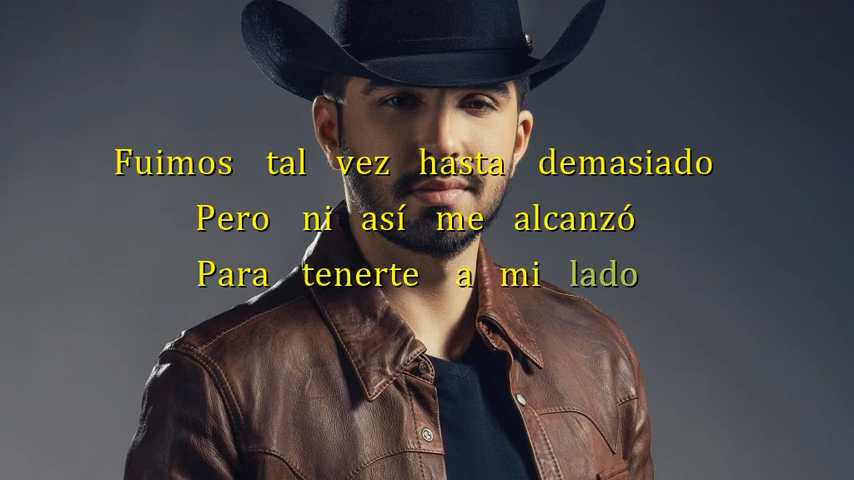 Fuimos tal vez hasta demasiado
Pero ni así me alcanzó
Para tenerte a mi lado